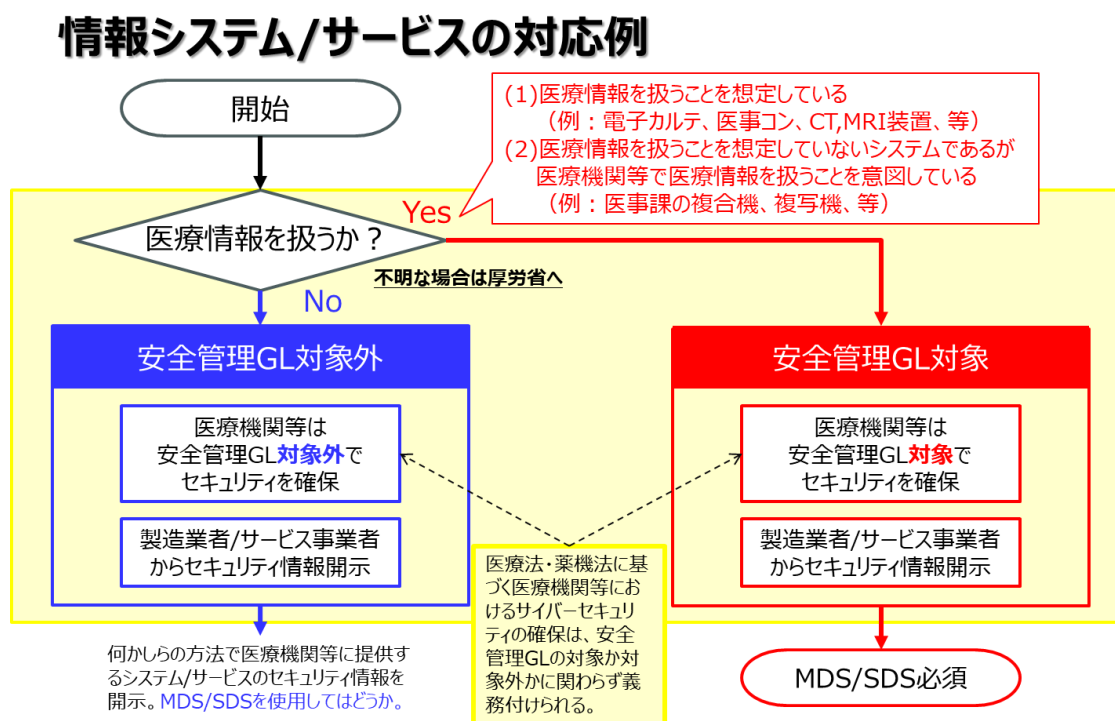 情報システム/サービスの対応例
開始
(1)医療情報を扱うことを想定している
（例：電子カルテ、医事コン、CT,MRI装置、等）
(2)医療情報を扱うことを想定していないシステムであるが
医療機関等で医療情報を扱うことを意図している
（例：医事課の複合機、複写機、等）
医療情報を扱うか？
Yes
不明な場合は厚労省へ
No
安全管理GL対象外
医療機関等は
安全管理GL対象外で
セキュリティを確保
製造業者/サービス事業者
からセキュリティ情報開示
何かしらの方法で医療機関等に提供す
るシステム/サービスのセキュリティ情報を
開示。MDS/SDSを使用してはどうか。
医療法・薬機法に基
づく医療機関等にお
けるサイバーセキュリ
ティの確保は、安全
管理GLの対象か対
象外かに関わらず義
務付けられる。
安全管理GL対象
医療機関等は
安全管理GL対象で
セキュリティを確保
製造業者/サービス事業者
からセキュリティ情報開示
MDS/SDS必須